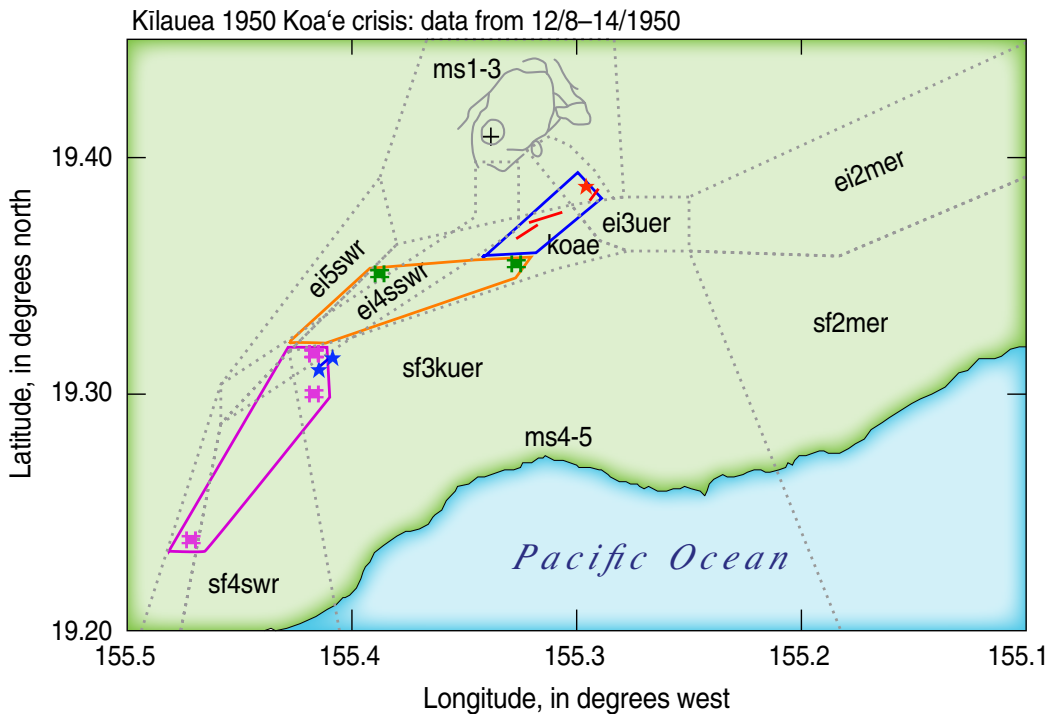 Kīlauea 1950 Koa‘e crisis: data from 12/8–14/1950
ms1-3
19.40
ei2mer
ei3uer
koae
ei5swr
ei4sswr
sf2mer
sf3kuer
19.30
ms4-5
Pacific Ocean
sf4swr
19.20
155.5
155.4
155.3
155.2
155.1
Latitude, in degrees north
Longitude, in degrees west